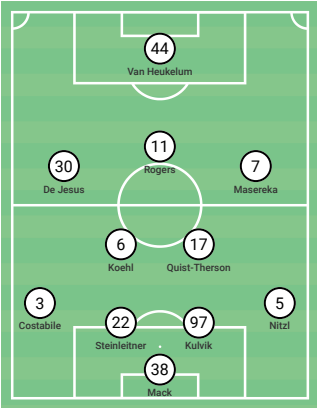 44
Van Heukelum
11
Rogers
30
De Jesus
7
Masereka
6
Koehl
17
Quist-Therson
3
Costabile
5
Nitzl
22
Steinleitner
97
Kulvik
38
Mack